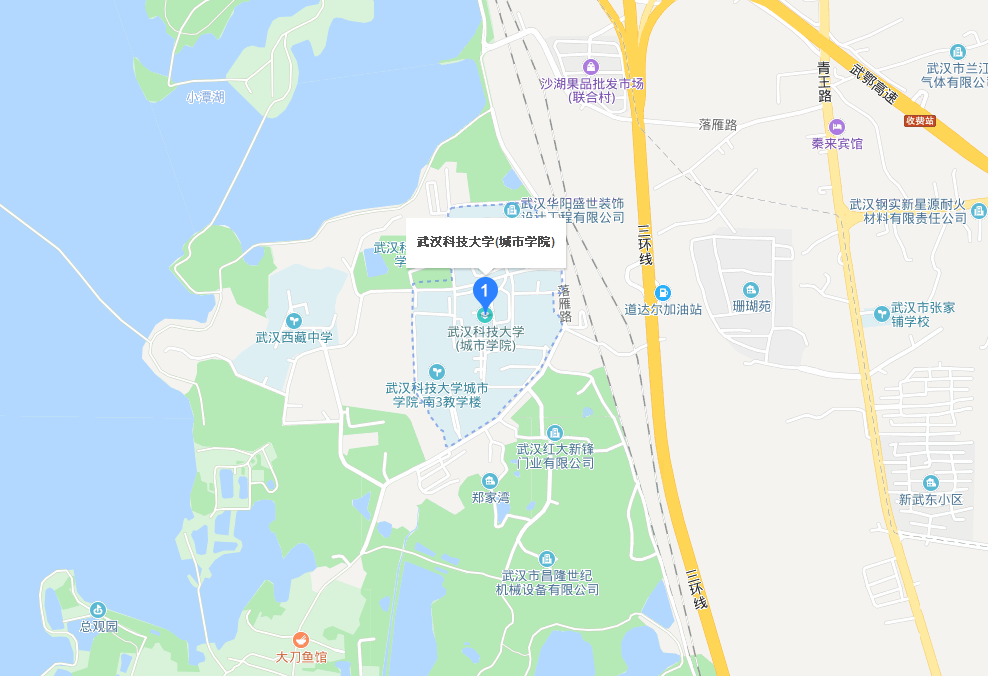 小潭湖
沙湖果品批发市场
(联合村)
青王路
武鄂高速
武汉市兰江
气体有限公
收费站
落雁路
秦来宾馆
武汉华阳盛世装饰
设计工程有限公司
武汉钢实新星源耐火
材料有限责任公司
武汉科
学
武汉科技大学(城市学院)
1
三环线
落雁路
道达尔加油站
珊瑚苑
武汉市张家
铺学校
武汉西藏中学
武汉科技大学
(城市学院)
武汉科技大学城市
学院-南3教学楼
武汉红大新锋
门业有限公司
郑家湾
新武东小区
武汉市昌隆世纪
机械设备有限公司
三环线
总观园
大刀鱼馆